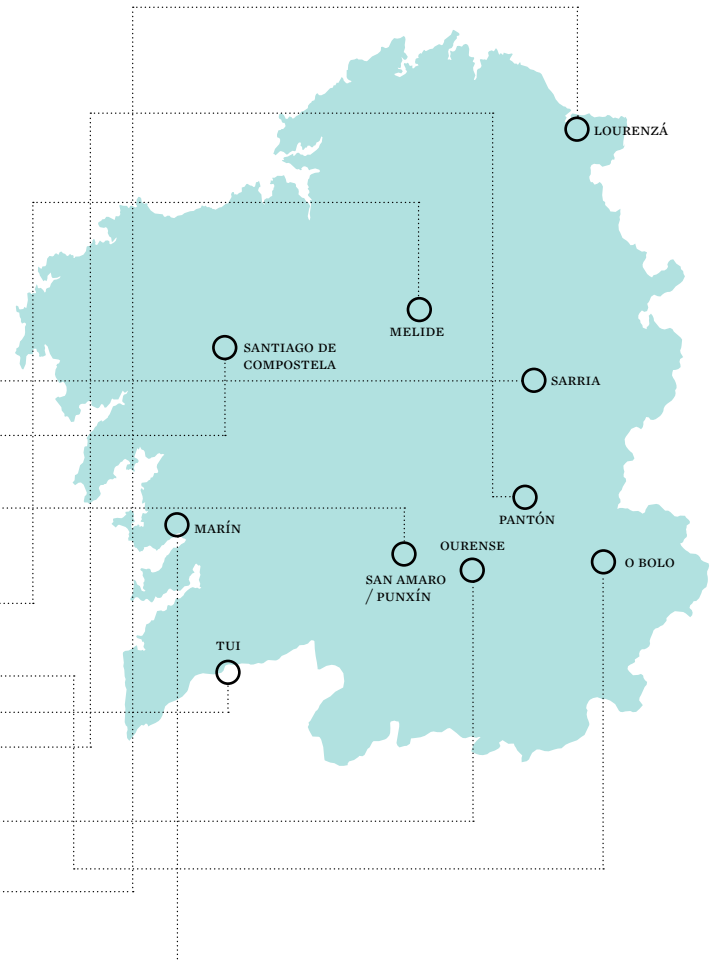 LOURENZÁ
MELIDE
SANTIAGO DE
COMPOSTELA
SARRIA
PANTÓN
MARÍN
OURENSE
O BOLO
SAN AMARO
/ PUNXÍN
TUI